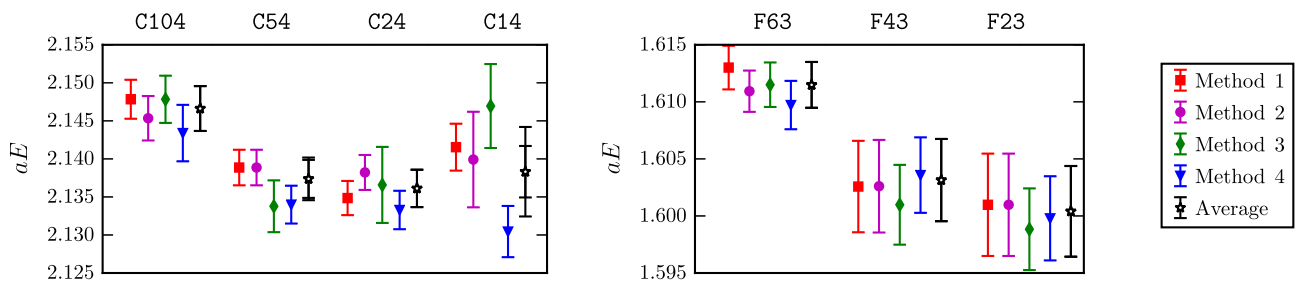 C104 C54 C24 C14
2.155
2.150
2.145
2.140
2.135
2.130
2.125
aE
F63 F43 F23
1.615
1.610
1.605
1.600
1.595
aE
Method 1
Method 2
Method 3
Method 4
Average